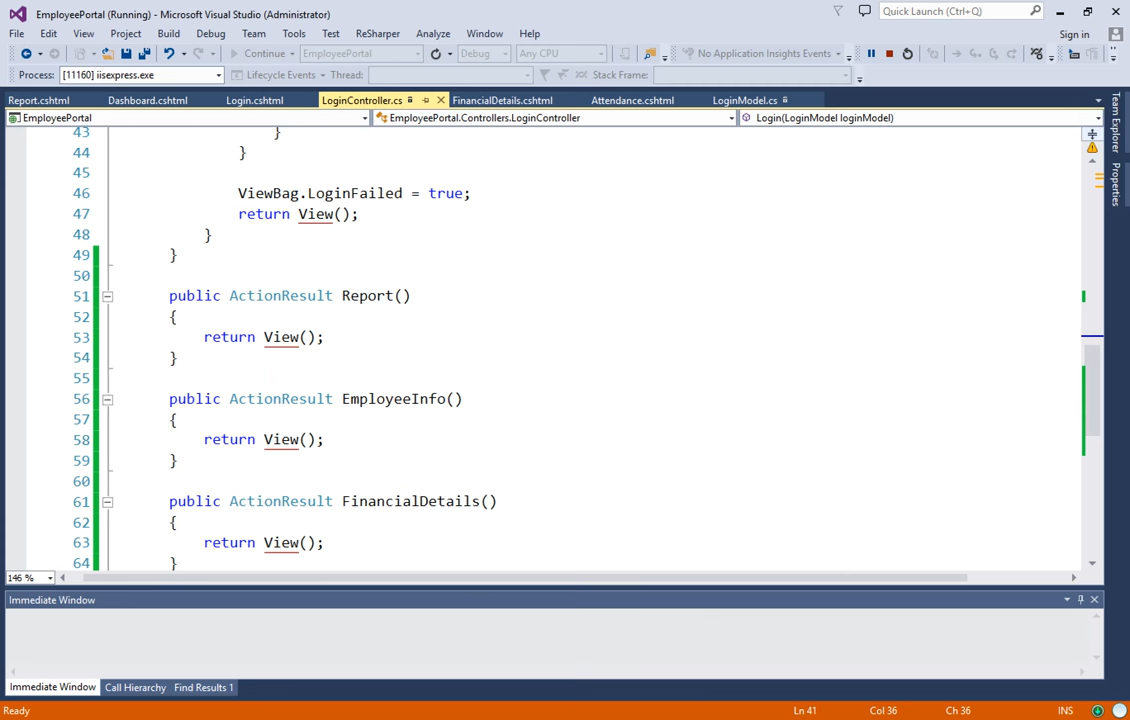 EmployeePortal (Running) - Microsoft Visual Studio (Administrator)
Quick Launch (Ctrl+Q)
File Edit View Project Build Debug Team Tools Test ReSharper Analyze Window Help
Sign in
Continue EmployeePortal Debug Any CPU No Application Insights Events
Process: [11160] iisexpress.exe Lifecycle Events Thread: Stack Frame:
Report.cshtml Dashboard.cshtml Login.cshtml LoginController.cs FinancialDetails.cshtml Attendance.cshtml LoginModel.cs
EmployeePortal EmployeePortal.Controllers.LoginController Login(LoginModel loginModel)
Team Explorer
Properties
43 }
44 }
45
46 ViewBag.LoginFailed = true;
47 return View();
48 }
49 }
50
51 public ActionResult Report()
52 {
53 return View();
54 }
55
56 public ActionResult EmployeeInfo()
57 {
58 return View();
59 }
60
61 public ActionResult FinancialDetails()
62 {
63 return View();
64 }
146 %
Immediate Window
Immediate Window Call Hierarchy Find Results 1
Ready Ln 41 Col 36 Ch 36 INS